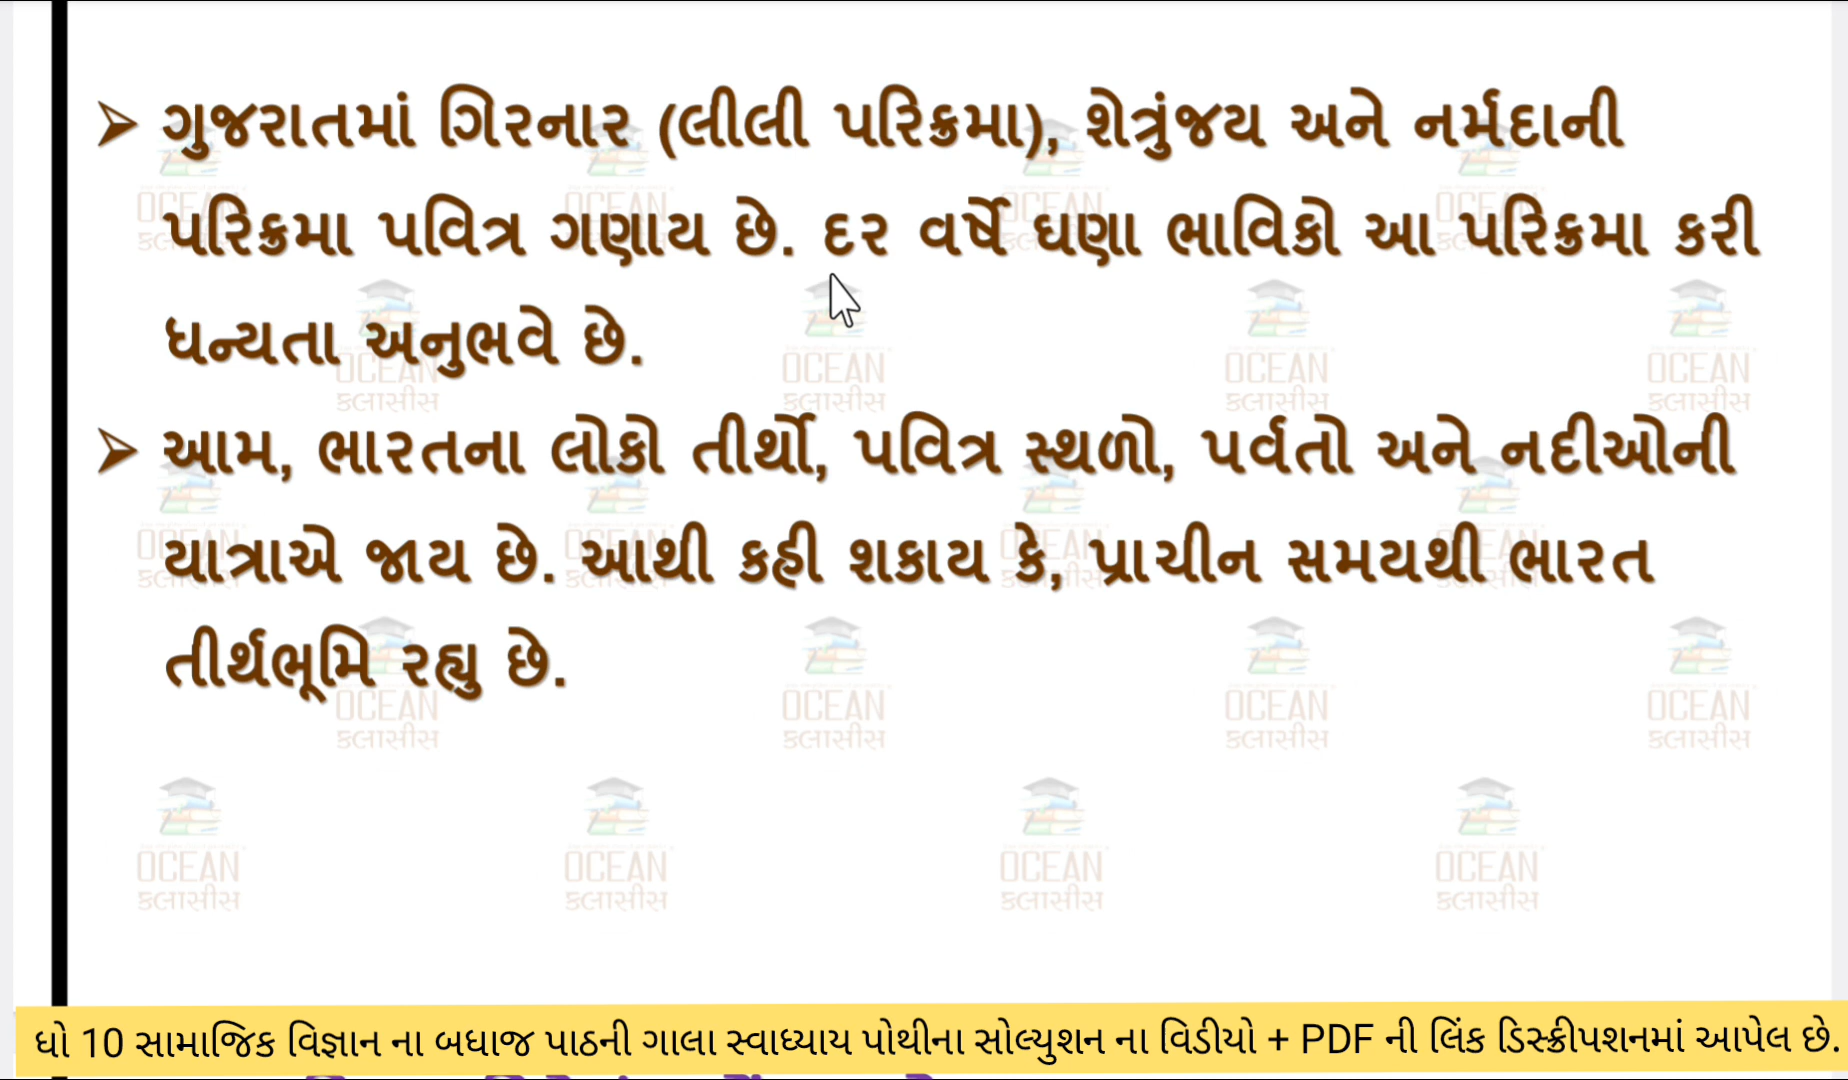 ➢ ગુજરાતમાં ગિરનાર (લીલી પરિક્રમા), શેત્રુંજય અને નર્મદાની
પરિક્રમા પવિત્ર ગણાય છે. દર વર્ષે ઘણા ભાવિકો આ પરિક્રમા કરી
ધન્યતા અનુભવે છે.
➢ આમ, ભારતના લોકો તીર્થો, પવિત્ર સ્થળો, પર્વતો અને નદીઓની
યાત્રાએ જાય છે. આથી કહી શકાય કે, પ્રાચીન સમયથી ભારત
તીર્થભૂમિ રહ્યુ છે.
OCEAN
કલાસીસ
ધો 10 સામાજિક વિજ્ઞાન ના બધાજ પાઠની ગાલા સ્વાધ્યાય પોથીના સોલ્યુશન ના વિડીયો + PDF ની લિંક ડિસ્ક્રીપશનમાં આપેલ છે.